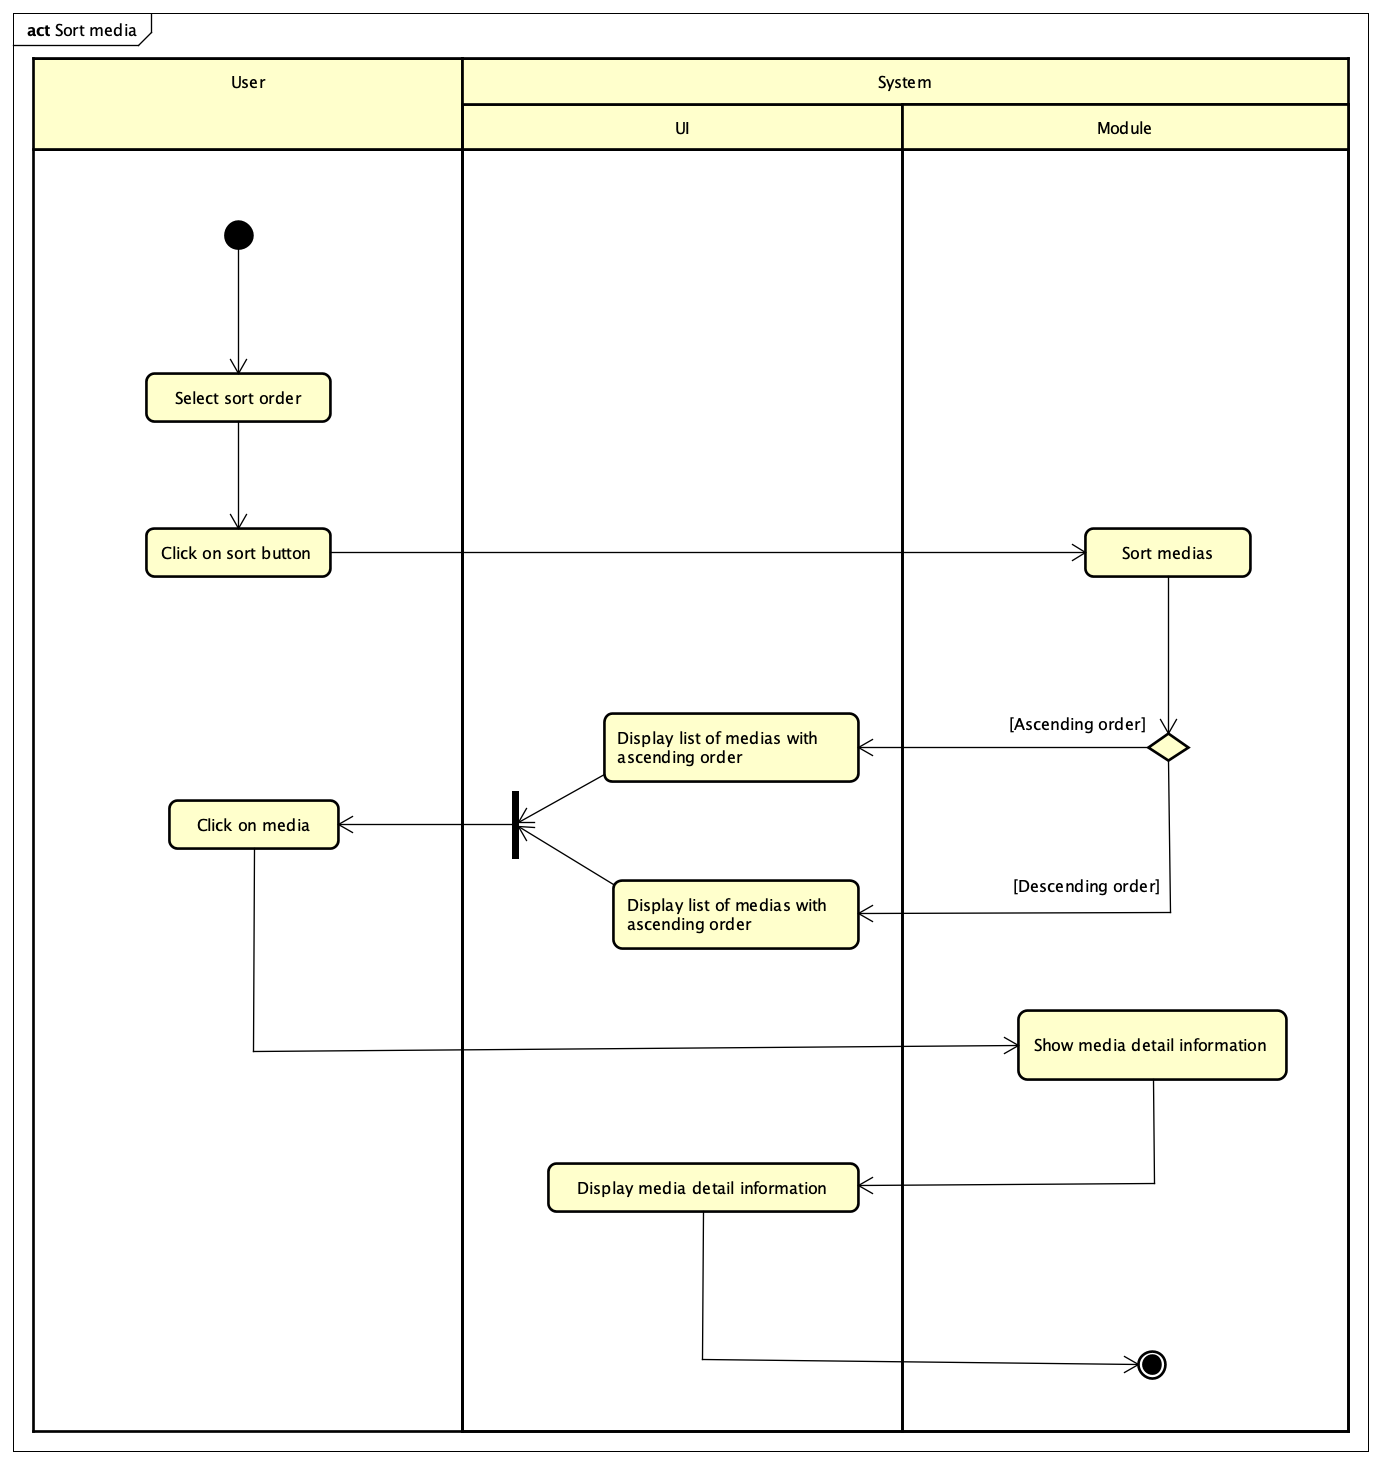 act Sort media
User
System
UI
Module
Select sort order
Click on sort button
Sort medias
[Ascending order]
Display list of medias with
ascending order
Click on media
[Descending order]
Display list of medias with
ascending order
Show media detail information
Display media detail information